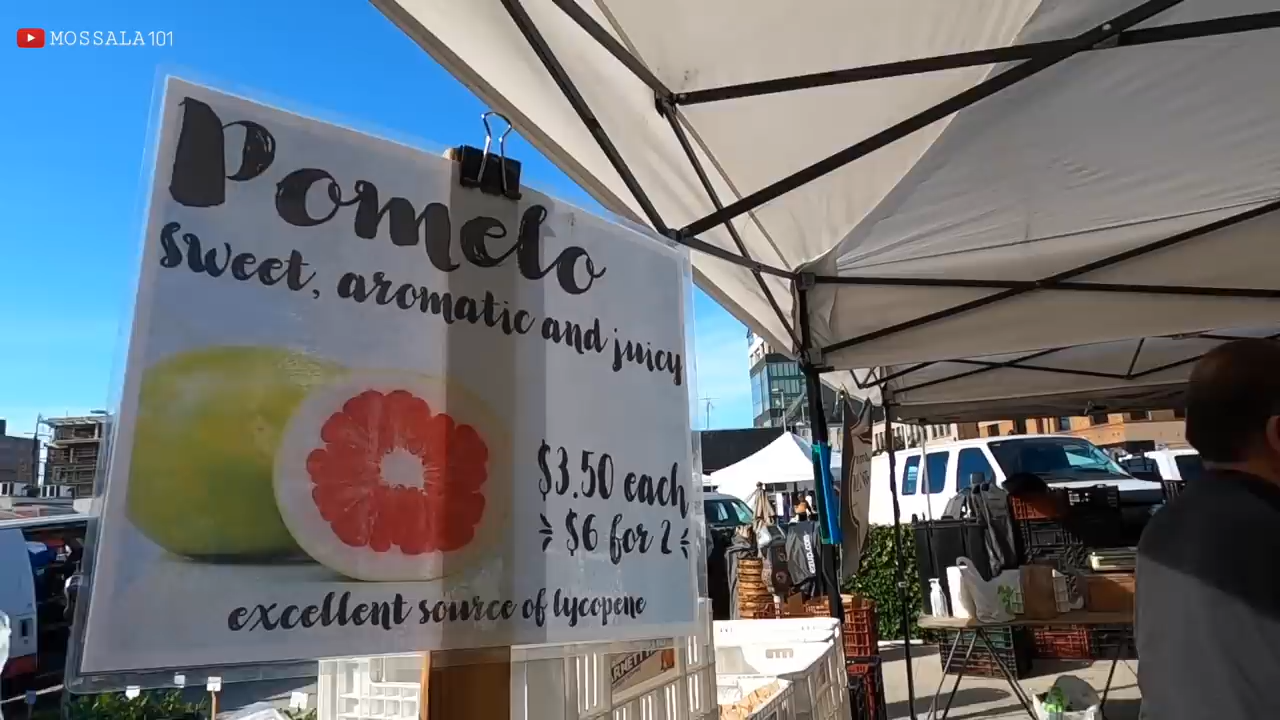 MOSSALA101
Pomelo
sweet, aromatic and juicy
$3.50 each
$6 for 2
excellent source of lycopene